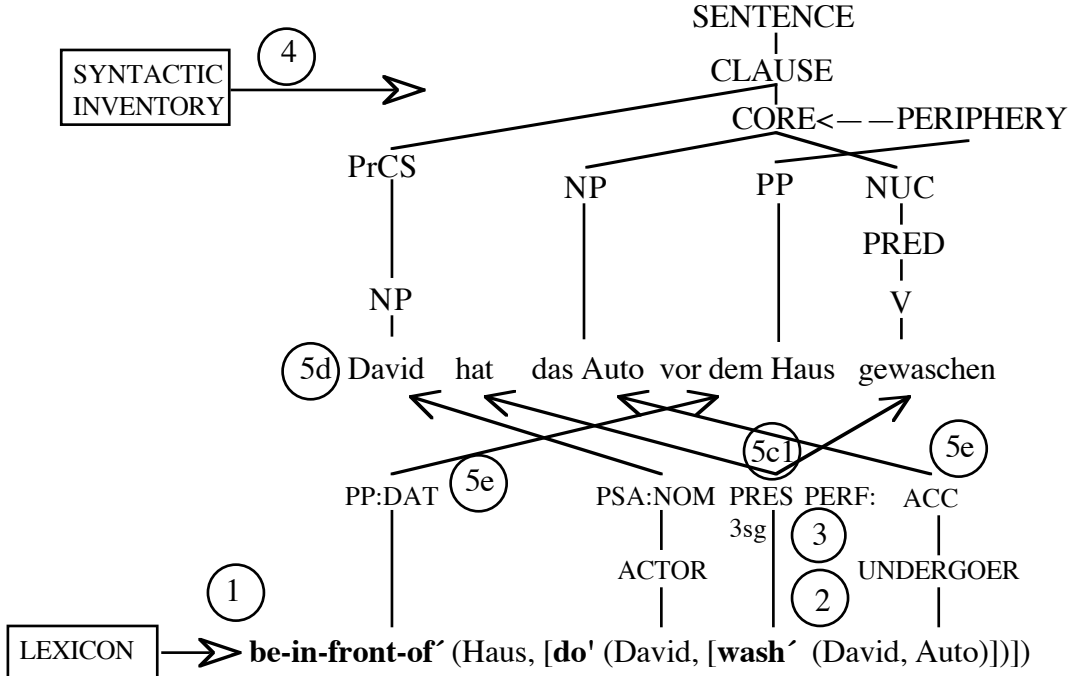 SENTENCE
4
SYNTACTIC
INVENTORY
CLAUSE
CORE<— —PERIPHERY
PrCS
NP PP NUC
PRED
NP V
5d David hat das Auto vor dem Haus gewaschen
5c1 5e
PP:DAT 5e PSA:NOM PRES PERF: ACC
3sg 3
ACTOR UNDERGOER
1 2
LEXICON be-in-front-of´ (Haus, [do' (David, [wash´ (David, Auto)])])